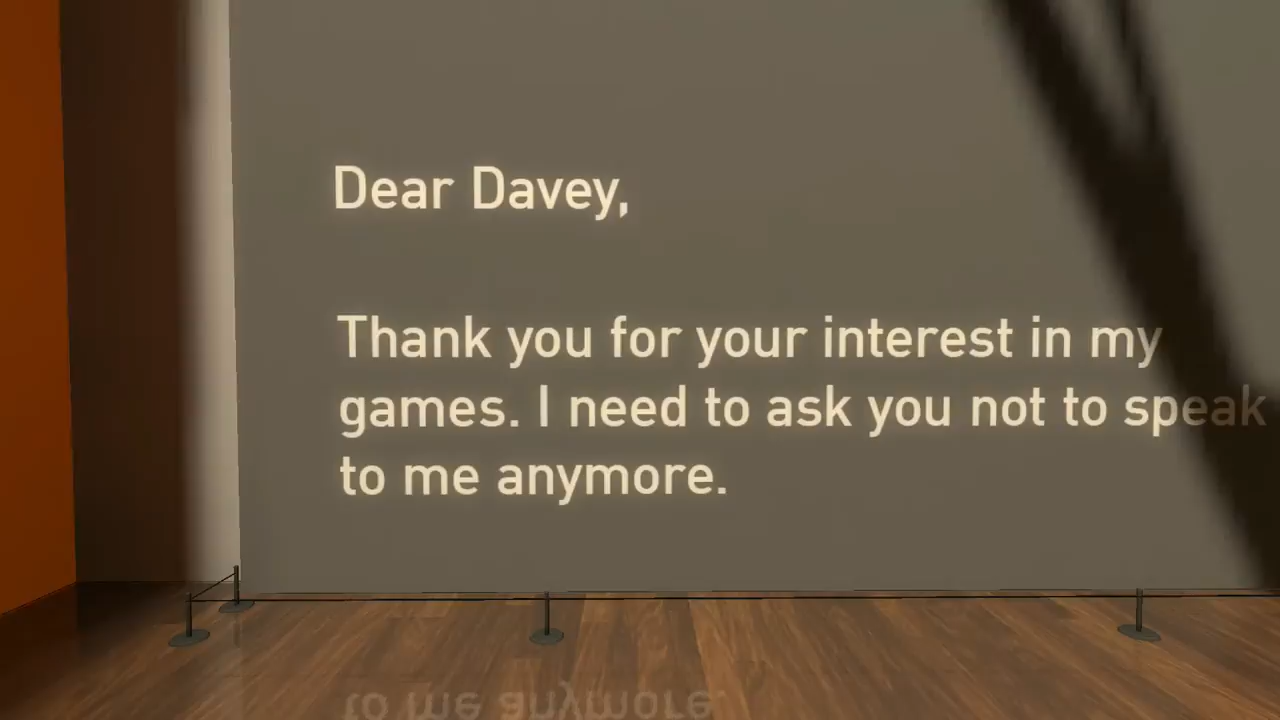 Dear Davey,
Thank you for your interest in my
games. I need to ask you not to speak
to me anymore.